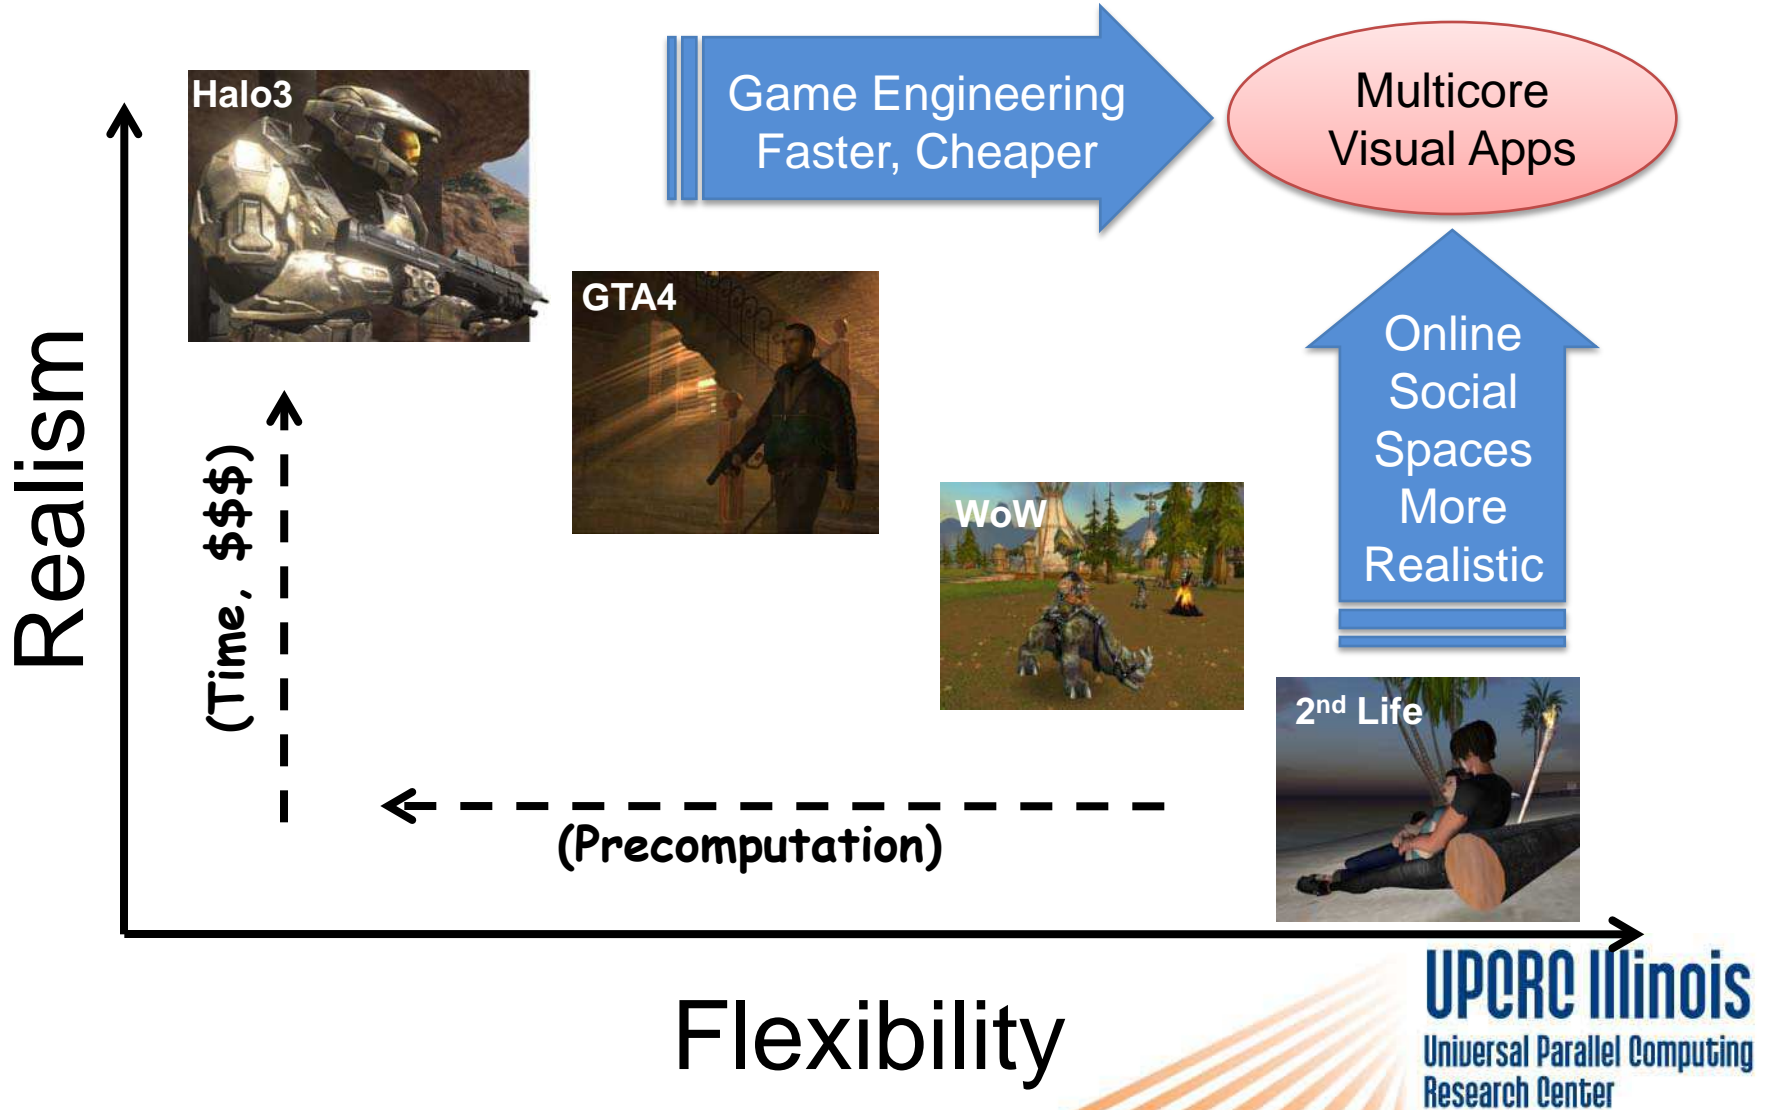 Halo3
Game Engineering
Faster, Cheaper
Multicore
Visual Apps
GTA4
Online
Social
Spaces
More
Realistic
Realism
(Time, $$$$)
WoW
2nd Life
(Precomputation)
Flexibility
UPCRC Illinois
Universal Parallel Computing
Research Center